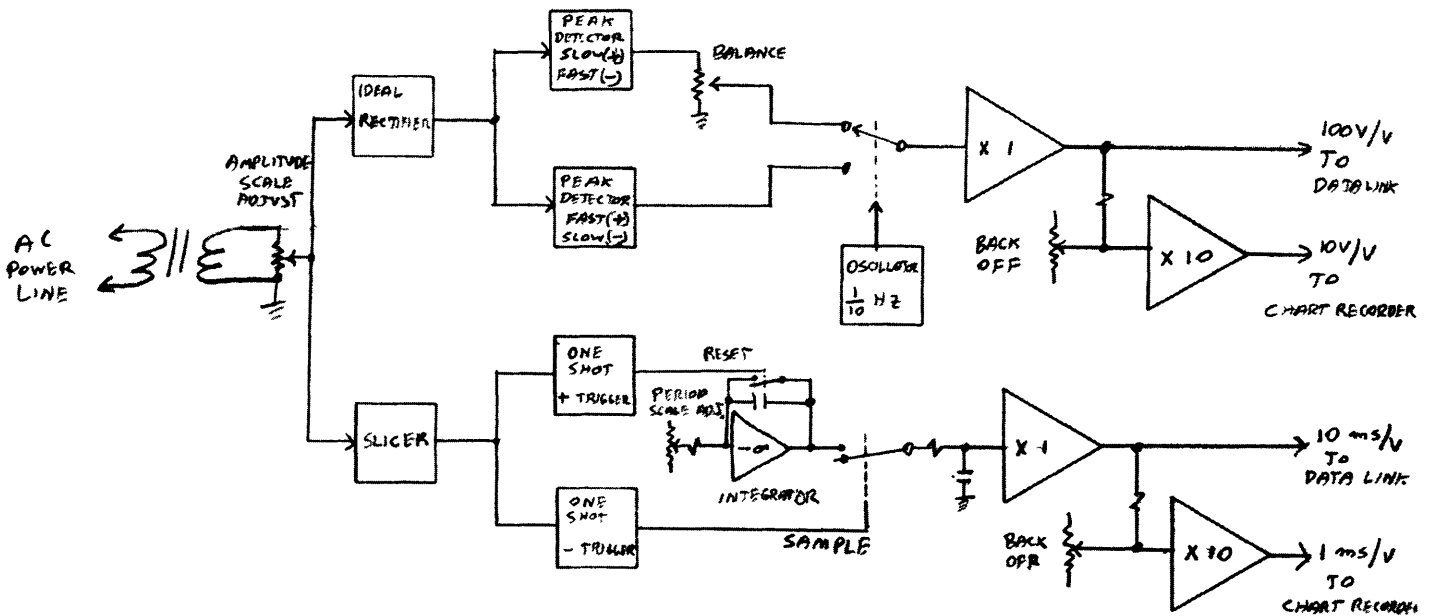 PEAK
DETECTOR
SLOW(+)
FAST(-)
BALANCE
IDEAL
RECTIFIER
AMPLITUDE
SCALE
ADJUST
PEAK
DETECTOR
FAST(+)
SLOW(-)
AC
POWER
LINE
OSCILLATOR
1/10 HZ
X 1
100V/V
TO
DATA LINK
BACK
OFF
X 10
10V/V
TO
CHART RECORDER
ONE
SHOT
+ TRIGGER
RESET
PERIOD
SCALE ADJ.
SLICER
-∞
INTEGRATOR
ONE
SHOT
- TRIGGER
SAMPLE
X 1
10 ms/V
TO
DATA LINK
BACK
OFF
X 10
1 ms/V
TO
CHART RECORDER